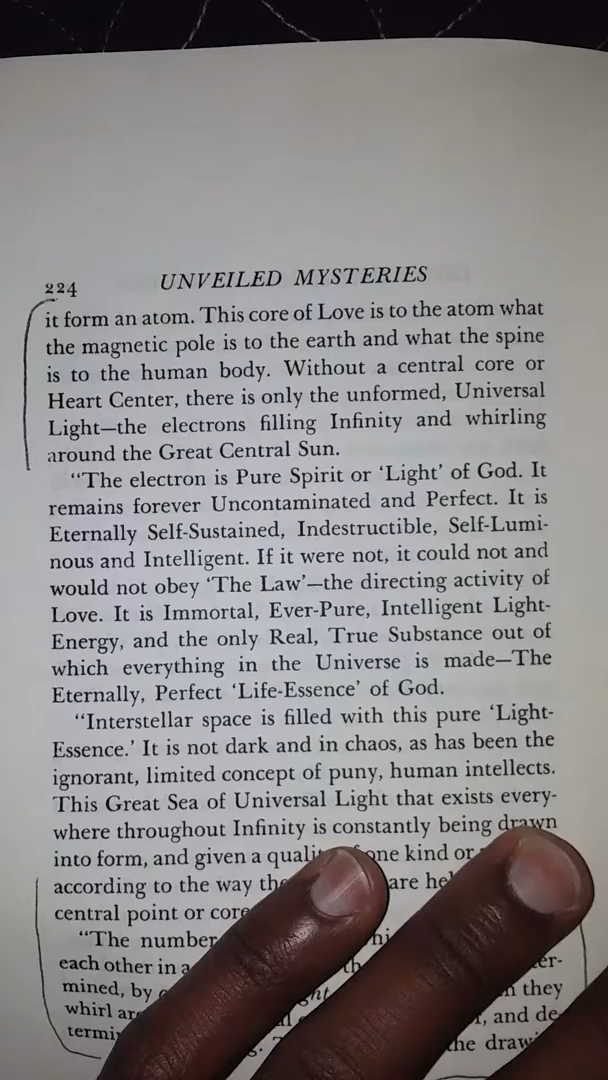 224 UNVEILED MYSTERIES
it form an atom. This core of Love is to the atom what
the magnetic pole is to the earth and what the spine
is to the human body. Without a central core or
Heart Center, there is only the unformed, Universal
Light—the electrons filling Infinity and whirling
around the Great Central Sun.
“The electron is Pure Spirit or ‘Light’ of God. It
remains forever Uncontaminated and Perfect. It is
Eternally Self-Sustained, Indestructible, Self-Lumi-
nous and Intelligent. If it were not, it could not and
would not obey ‘The Law’—the directing activity of
Love. It is Immortal, Ever-Pure, Intelligent Light-
Energy, and the only Real, True Substance out of
which everything in the Universe is made—The
Eternally, Perfect ‘Life-Essence’ of God.
“Interstellar space is filled with this pure ‘Light-
Essence.’ It is not dark and in chaos, as has been the
ignorant, limited concept of puny, human intellects.
This Great Sea of Universal Light that exists every-
where throughout Infinity is constantly being drawn
into form, and given a one kind or
according to the way are
central point or core
“The number
each other in a
mined, by they
whirl and de-
the